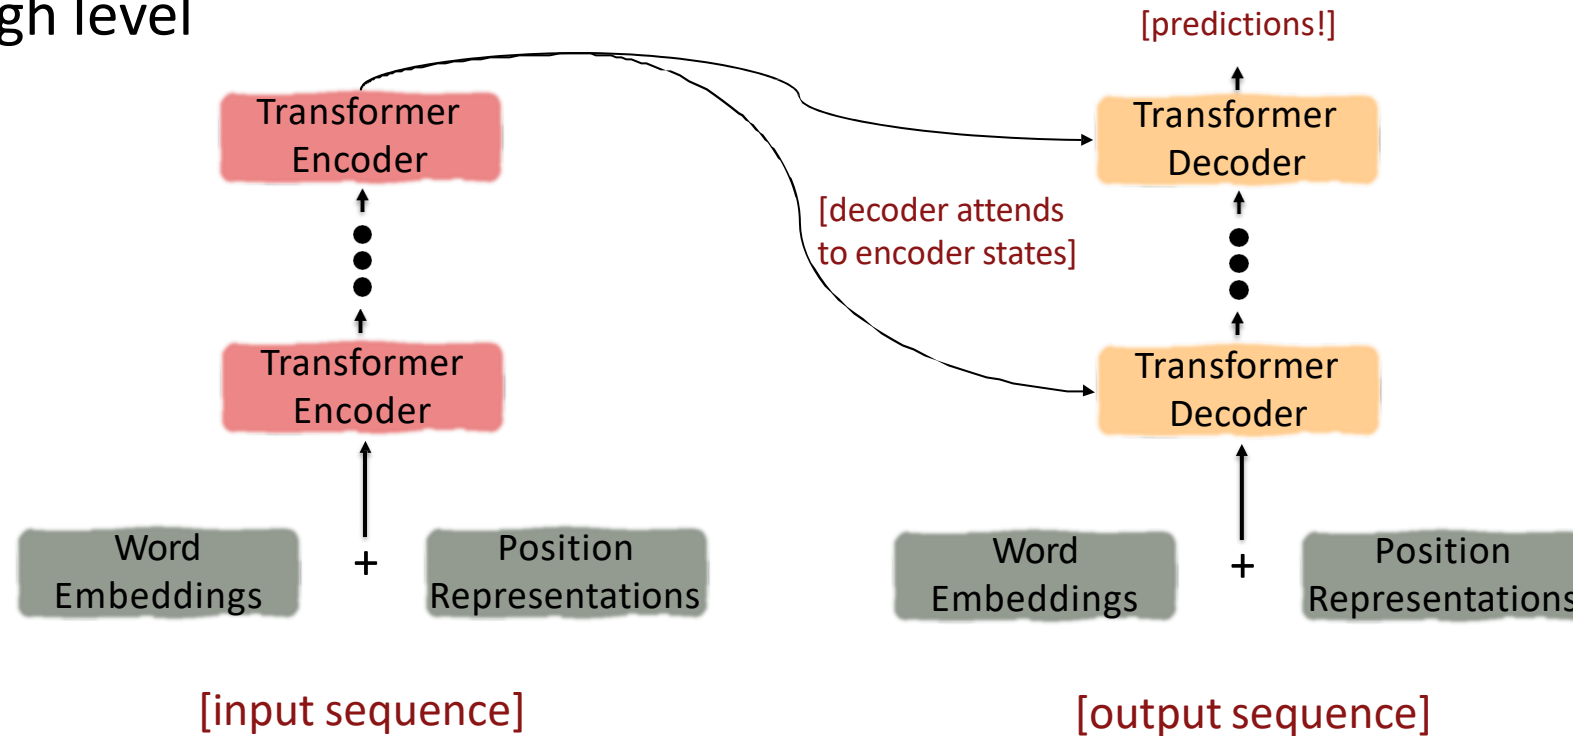 gh level
[predictions!]
Transformer
Encoder
Transformer
Decoder
[decoder attends
to encoder states]
Transformer
Encoder
Transformer
Decoder
Word
Embeddings
+
Position
Representations
Word
Embeddings
+
Position
Representations
[input sequence]
[output sequence]